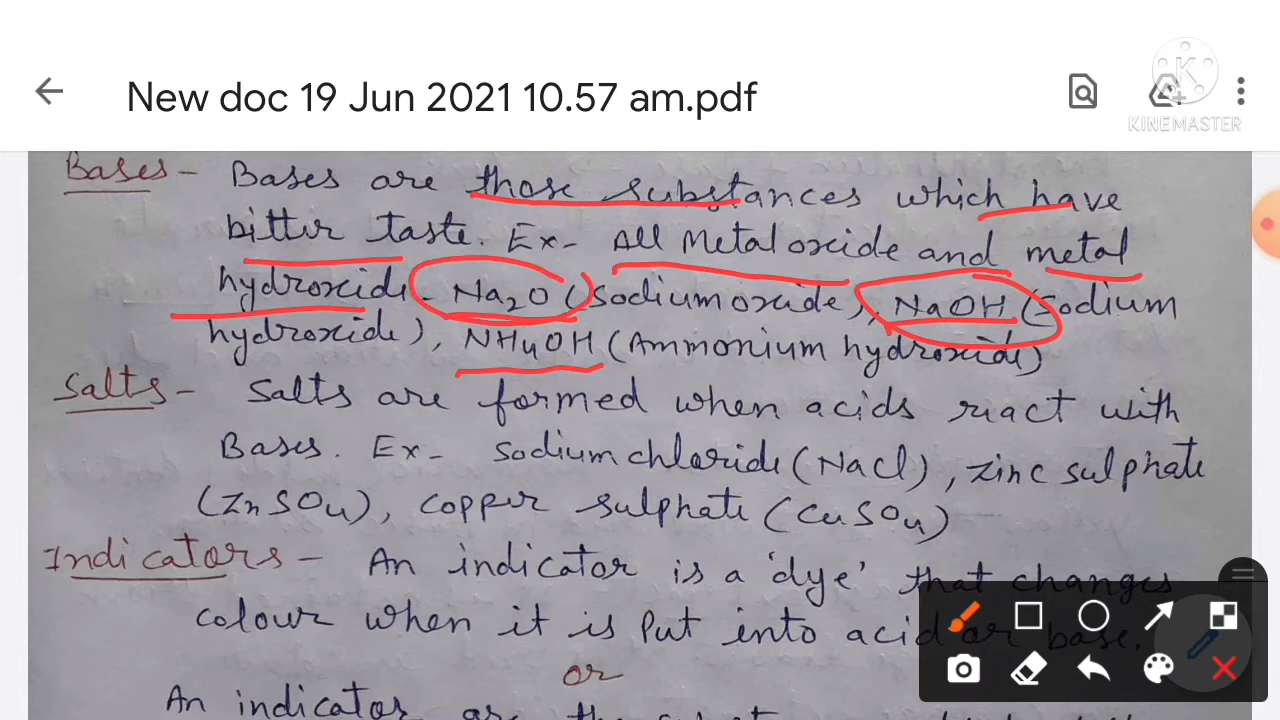 New doc 19 Jun 2021 10.57 am.pdf
KINEMASTER
Bases - Bases are those substances which have
bitter taste. Ex- All Metal oxide and metal
hydroxide - Na₂O (Sodium oxide), NaOH (Sodium
hydroxide), NH₄OH (Ammonium hydroxide)
Salts - Salts are formed when acids react with
Bases. Ex- Sodium chloride (NaCl), Zinc sulphate
(ZnSO₄), copper sulphate (CuSO₄)
Indicators - An indicator is a 'dye' that changes
colour when it is Put into acid or base.
or
An indicator are the